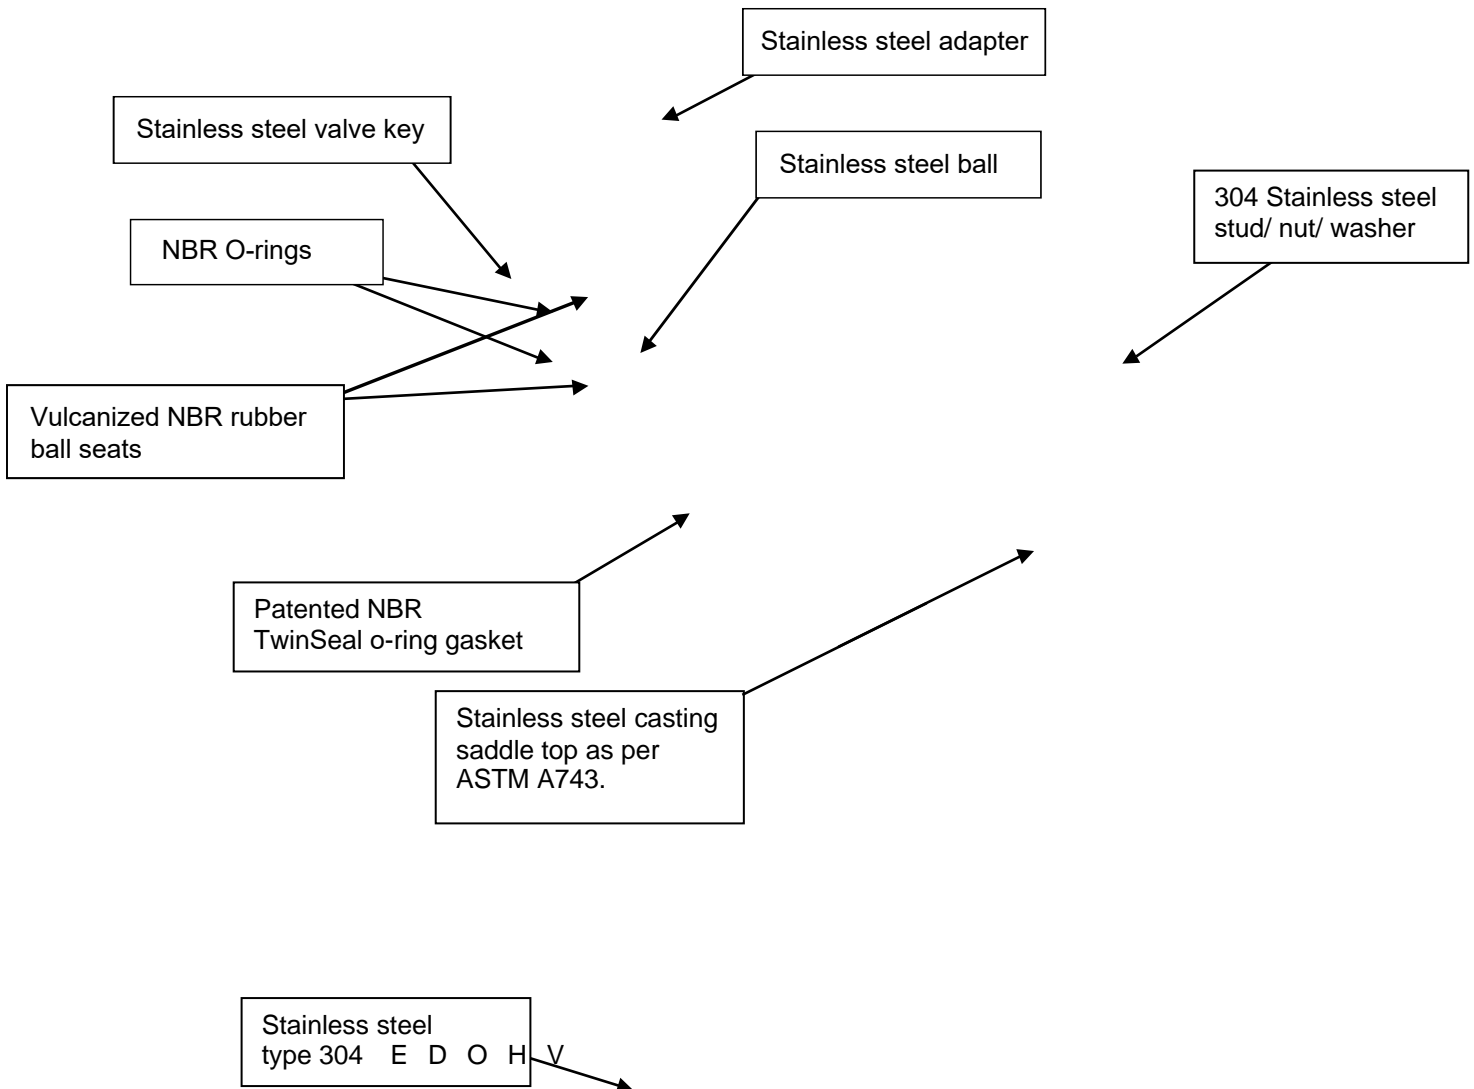 Stainless steel adapter
Stainless steel valve key
Stainless steel ball
304 Stainless steel
stud/ nut/ washer
NBR O-rings
Vulcanized NBR rubber
ball seats
Patented NBR
TwinSeal o-ring gasket
Stainless steel casting
saddle top as per
ASTM A743.
Stainless steel
type 304 E D O H V